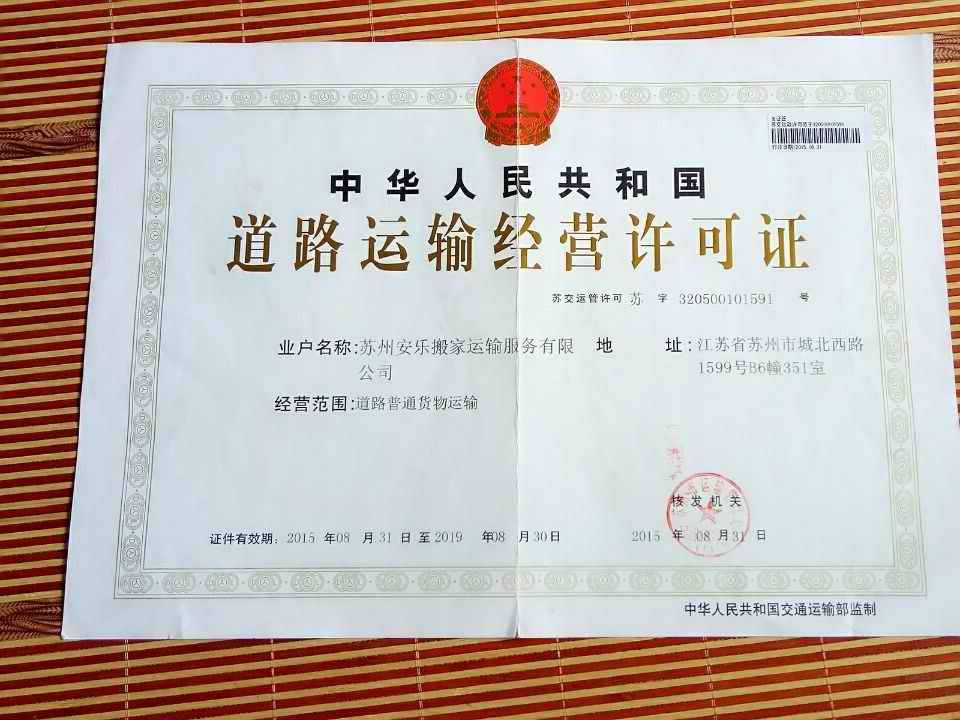 中华人民共和国
道路运输经营许可证
苏交运管许可 苏 字 320500101591 号
业户名称:苏州安乐搬家运输服务有限公司
地 址:江苏省苏州市城北西路
1599号B6幢351室
经营范围:道路普通货物运输
核发机关
证件有效期:2015 年08 月31 日至2019 年08 月30日
2015 年 08 月31 日
中华人民共和国交通运输部监制